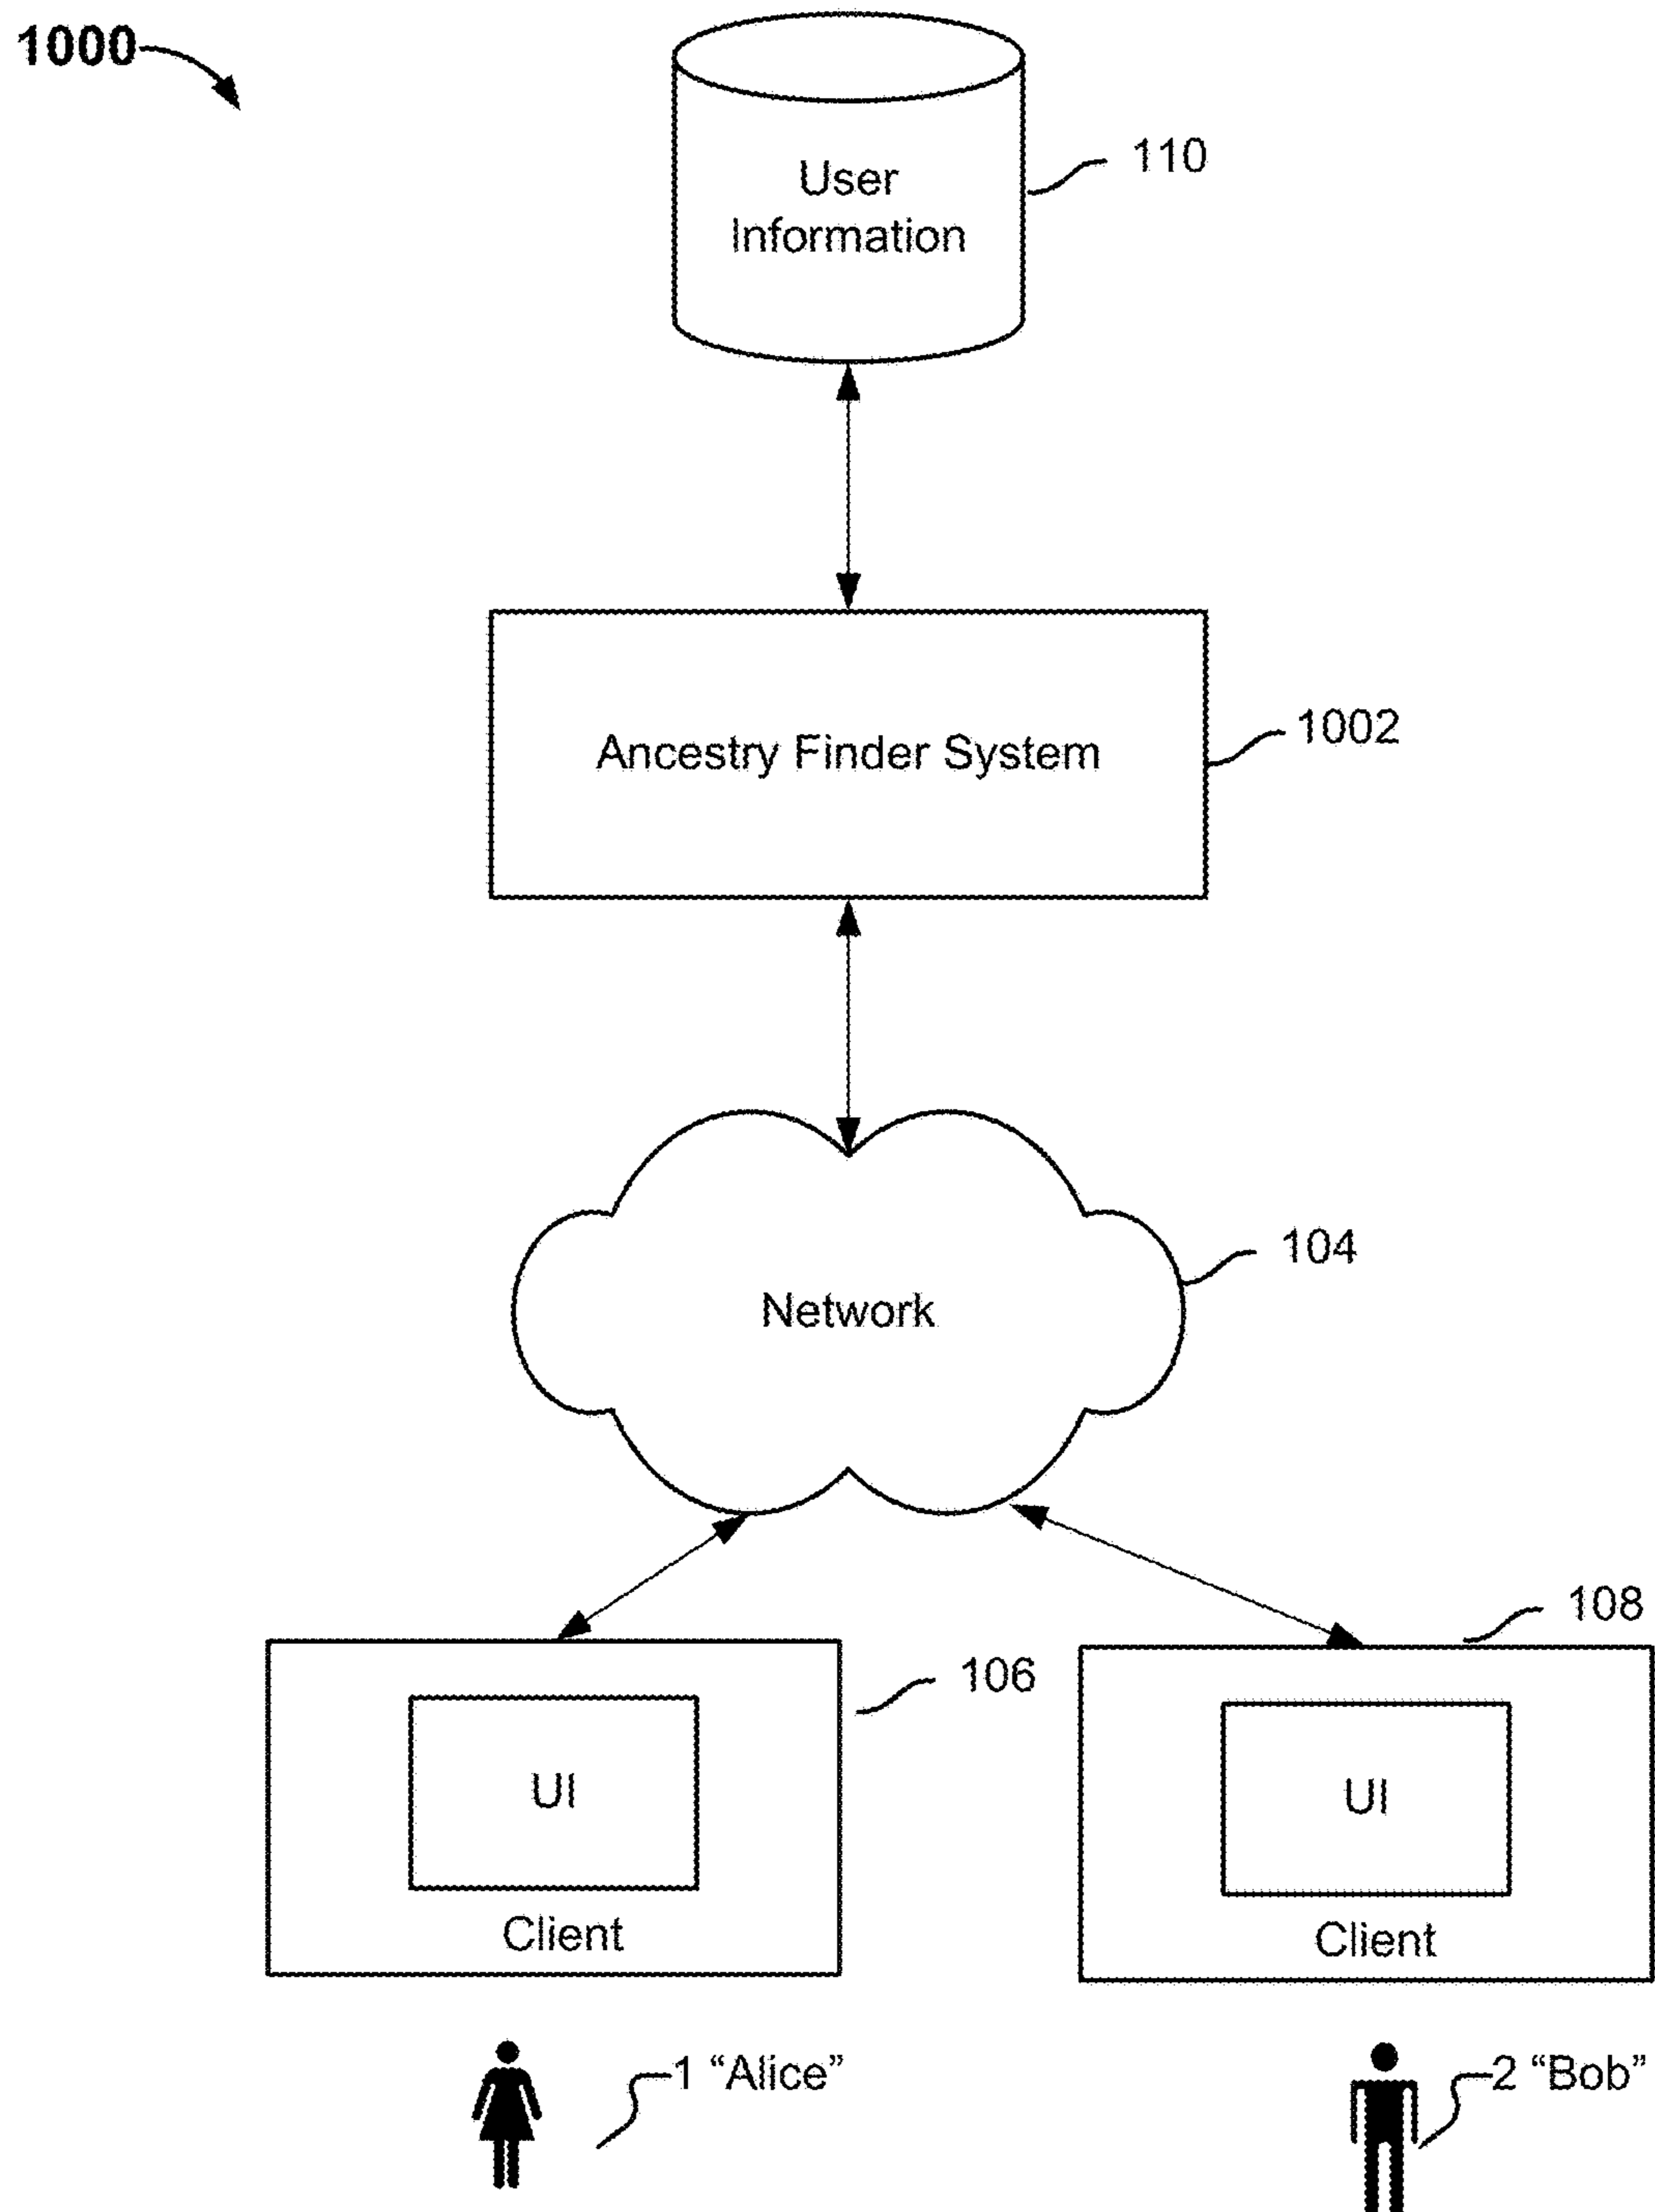 1000
User
Information
110
Ancestry Finder System
1002
104
Network
108
106
UI
UI
Client
Client
1 “Alice”
2 “Bob”